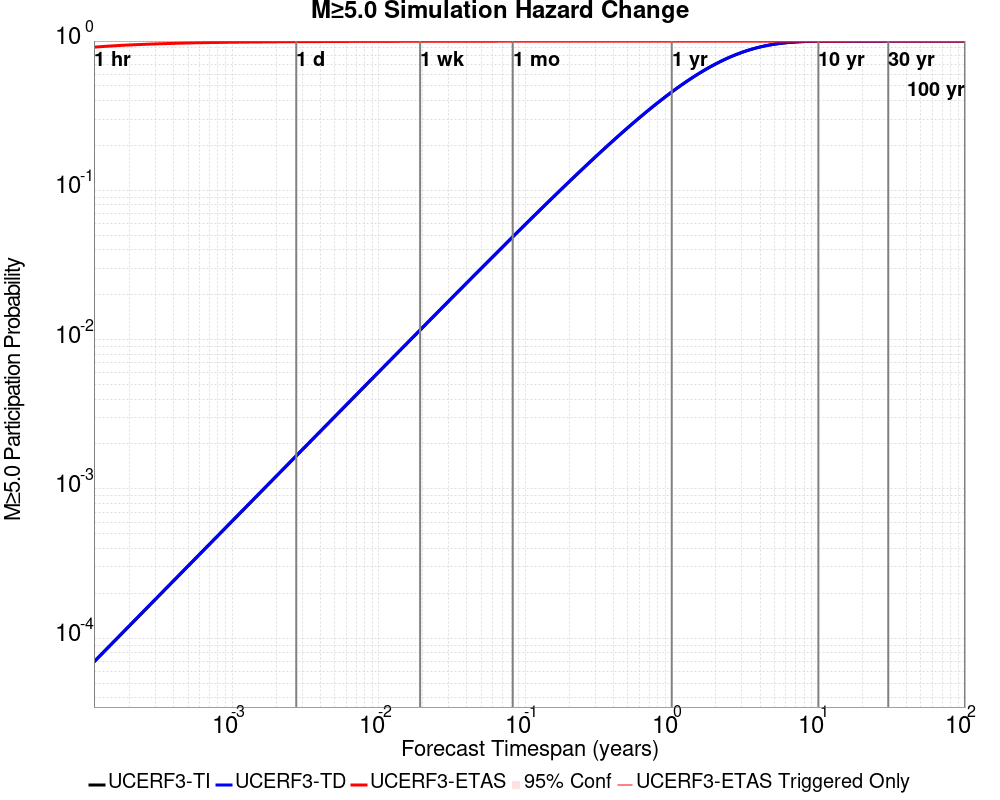 M≥5.0 Simulation Hazard Change
10^0
1 hr
1 d
1 wk
1 mo
1 yr
10 yr
30 yr
100 yr
10^-1
10^-2
10^-3
10^-4
M≥5.0 Participation Probability
10^-3
10^-2
10^-1
10^0
10^1
10^2
Forecast Timespan (years)
UCERF3-TI UCERF3-TD UCERF3-ETAS 95% Conf UCERF3-ETAS Triggered Only